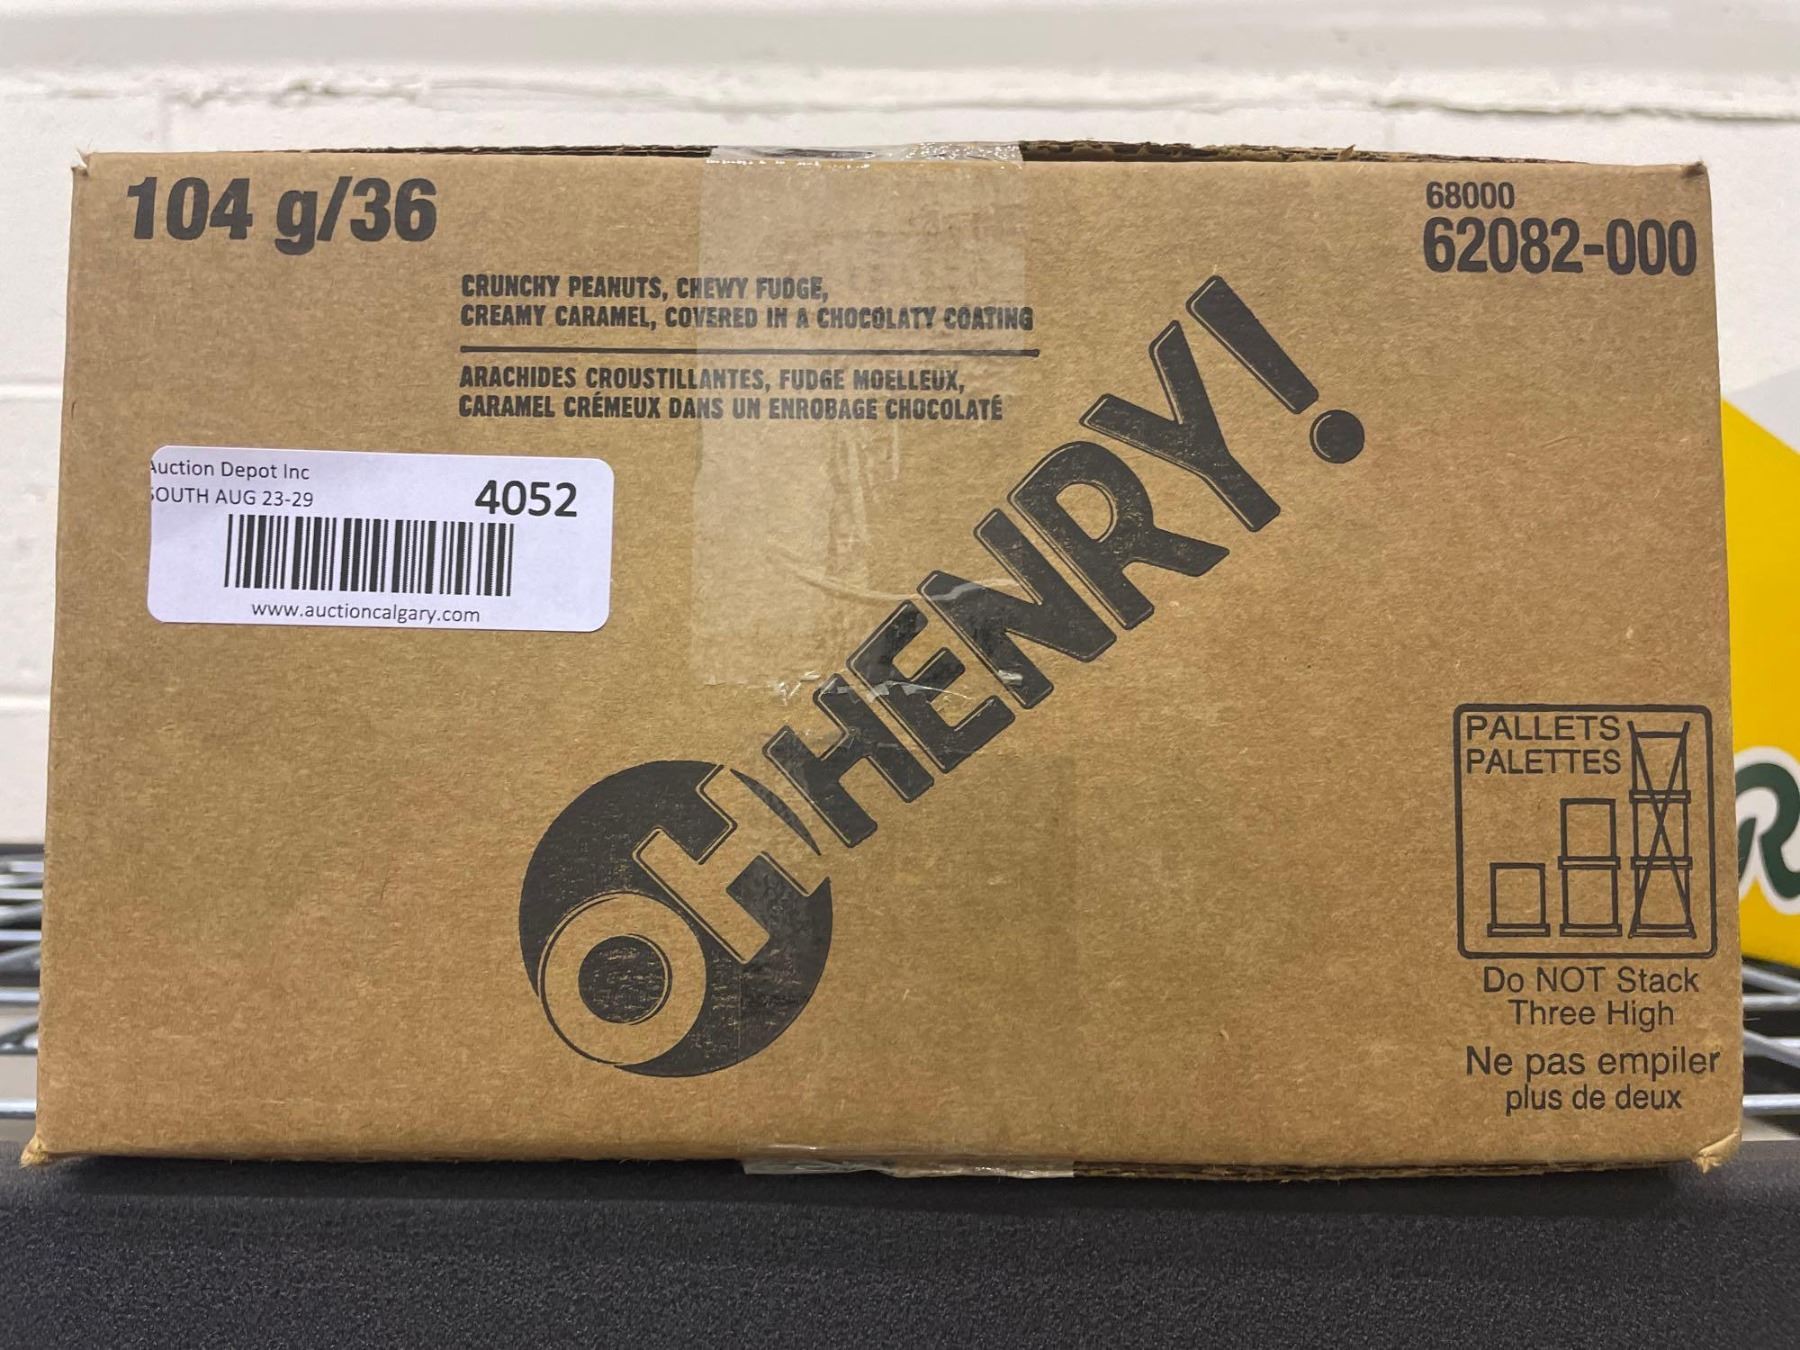 104 g/36
68000
62082-000
CRUNCHY PEANUTS, CHEWY FUDGE,
CREAMY CARAMEL, COVERED IN A CHOCOLATY COATING
ARACHIDES CROUSTILLANTES, FUDGE MOELLEUX,
CARAMEL CRÉMEUX DANS UN ENROBAGE CHOCOLATÉ
Auction Depot Inc
SOUTH AUG 23-29
4052
www.auctioncalgary.com
OH HENRY!
PALLETS
PALETTES
Do NOT Stack
Three High
Ne pas empiler
plus de deux